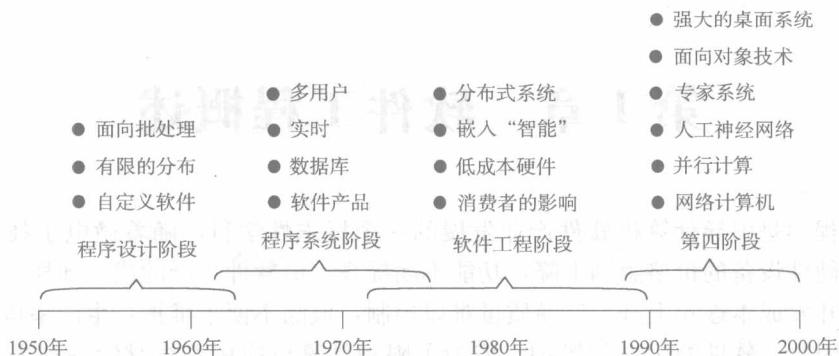 ● 强大的桌面系统
● 面向对象技术
● 多用户 ● 分布式系统 ● 专家系统
● 面向批处理 ● 实时 ● 嵌入“智能” ● 人工神经网络
● 有限的分布 ● 数据库 ● 低成本硬件 ● 并行计算
● 自定义软件 ● 软件产品 ● 消费者的影响 ● 网络计算机
程序设计阶段 程序系统阶段 软件工程阶段 第四阶段
1950年 1960年 1970年 1980年 1990年 2000年